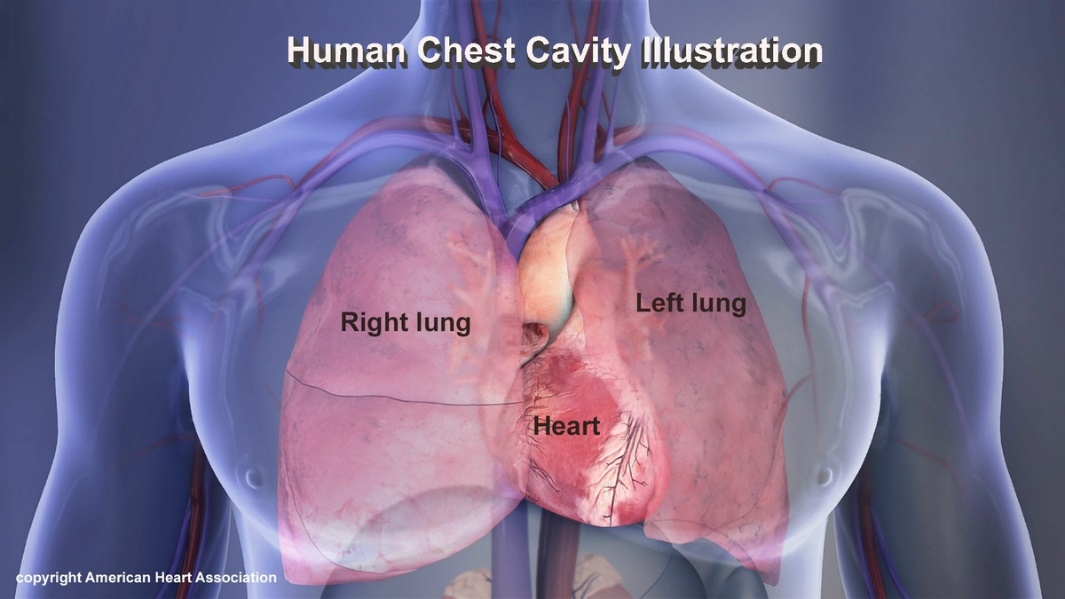 Human Chest Cavity Illustration
Right lung
Left lung
Heart
copyright American Heart Association